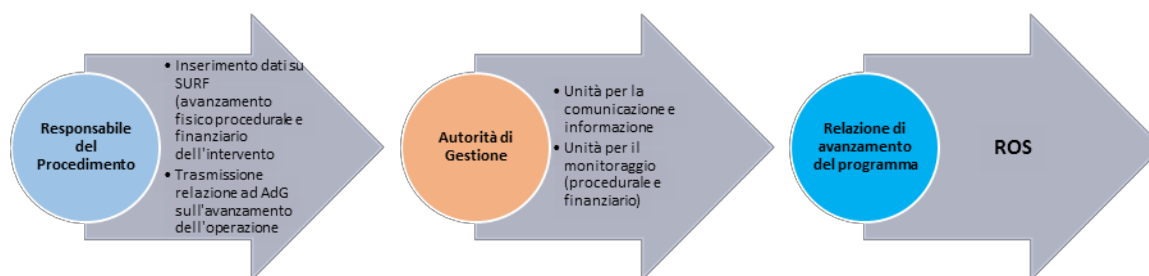 Responsabile
del
Procedimento
• Inserimento dati su
SURF
(avanzamento
fisico procedurale e
finanziario
dell'intervento
• Trasmissione
relazione ad AdG
sull'avanzamento
dell'operazione
Autorità di
Gestione
• Unità per la
comunicazione e
informazione
• Unità per il
monitoraggio
(procedurale e
finanziario)
Relazione di
avanzamento
del programma
ROS